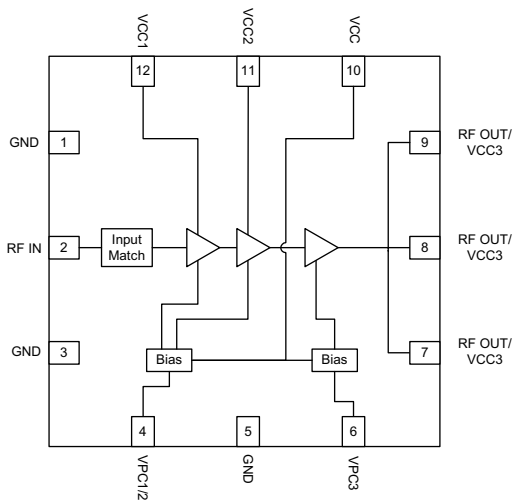 VCC1
VCC2
VCC
12
11
10
GND
1
9
RF OUT/
VCC3
RF IN
2
Input
Match
8
RF OUT/
VCC3
GND
3
Bias
Bias
7
RF OUT/
VCC3
4
5
6
VPC1/2
GND
VPC3